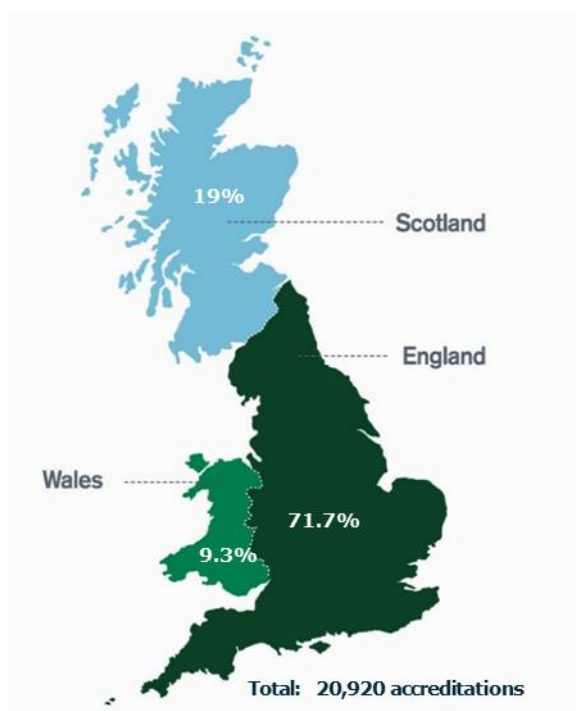 19%
Scotland
England
Wales
71.7%
9.3%
Total: 20,920 accreditations